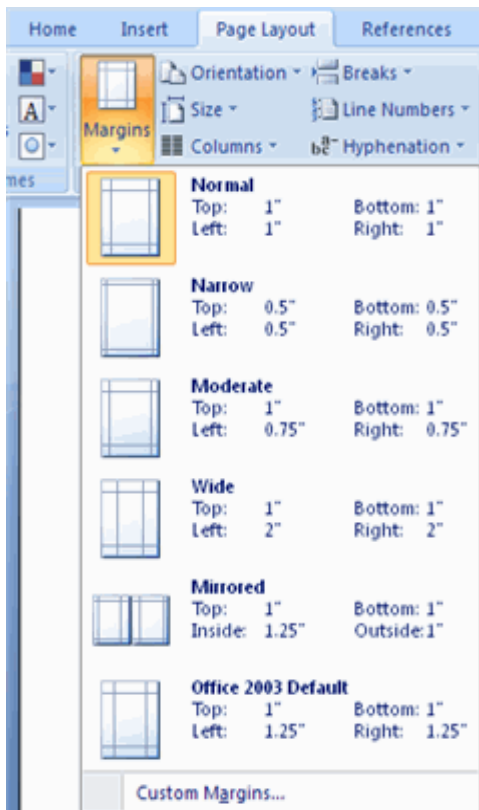 Home Insert Page Layout References
Orientation Breaks
A Size Line Numbers
Margins
Columns Hyphenation
mes
Normal
Top: 1" Bottom: 1"
Left: 1" Right: 1"
Narrow
Top: 0.5" Bottom: 0.5"
Left: 0.5" Right: 0.5"
Moderate
Top: 1" Bottom: 1"
Left: 0.75" Right: 0.75"
Wide
Top: 1" Bottom: 1"
Left: 2" Right: 2"
Mirrored
Top: 1" Bottom: 1"
Inside: 1.25" Outside: 1"
Office 2003 Default
Top: 1" Bottom: 1"
Left: 1.25" Right: 1.25"
Custom Margins...